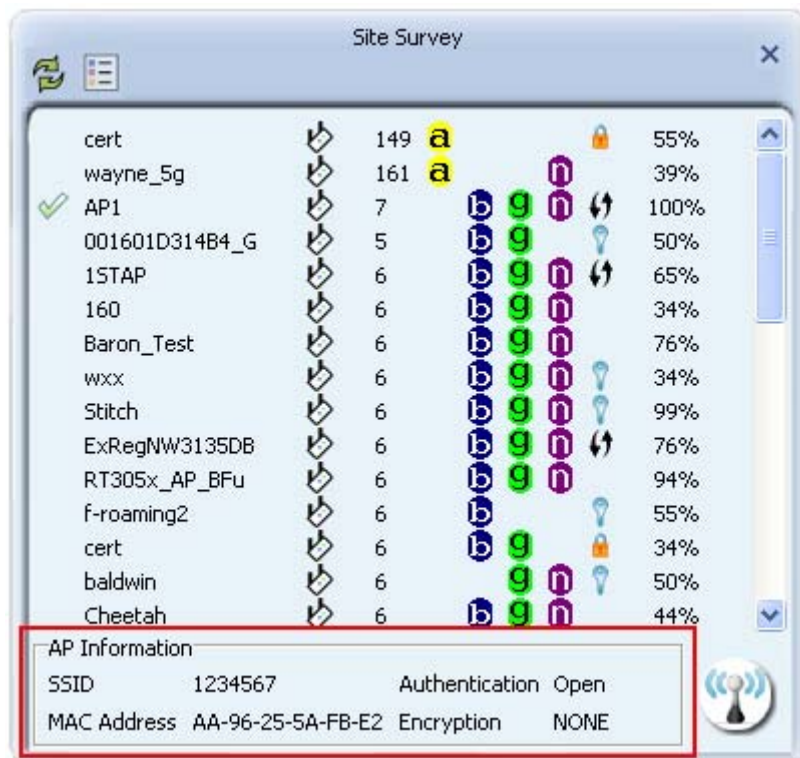 Site Survey
cert 149 a 55%
wayne_5g 161 a n 39%
AP1 7 b g n 100%
001601D314B4_G 5 b g 50%
1STAP 6 b g n 65%
160 6 b g n 34%
Baron_Test 6 b g n 76%
wxx 6 b g n 34%
Stitch 6 b g n 99%
ExRegNW3135DB 6 b g n 76%
RT305x_AP_BFu 6 b g n 94%
f-roaming2 6 b 55%
cert 6 b g 34%
baldwin 6 g n 50%
Cheetah 6 b g n 44%
AP Information
SSID 1234567 Authentication Open
MAC Address AA-96-25-5A-FB-E2 Encryption NONE